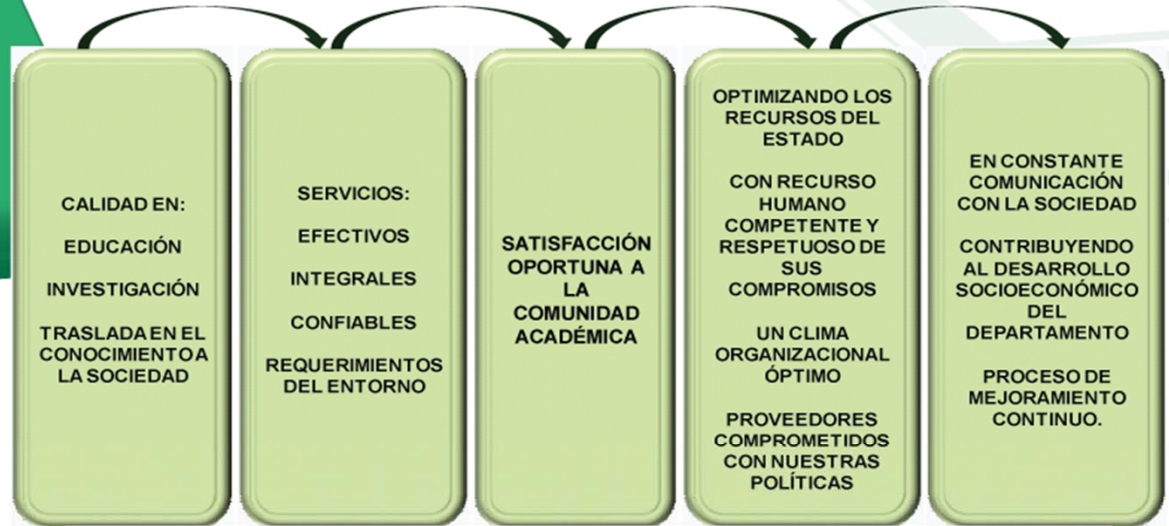 CALIDAD EN:
EDUCACIÓN
INVESTIGACIÓN
TRASLADA EN EL
CONOCIMIENTO A
LA SOCIEDAD
SERVICIOS:
EFECTIVOS
INTEGRALES
CONFIABLES
REQUERIMIENTOS
DEL ENTORNO
SATISFACCIÓN
OPORTUNA A
LA
COMUNIDAD
ACADÉMICA
OPTIMIZANDO LOS
RECURSOS DEL
ESTADO
CON RECURSO
HUMANO
COMPETENTE Y
RESPETUOSO DE
SUS
COMPROMISOS
UN CLIMA
ORGANIZACIONAL
ÓPTIMO
PROVEEDORES
COMPROMETIDOS
CON NUESTRAS
POLÍTICAS
EN CONSTANTE
COMUNICACIÓN
CON LA SOCIEDAD
CONTRIBUYENDO
AL DESARROLLO
SOCIOECONÓMICO
DEL
DEPARTAMENTO
PROCESO DE
MEJORAMIENTO
CONTINUO.